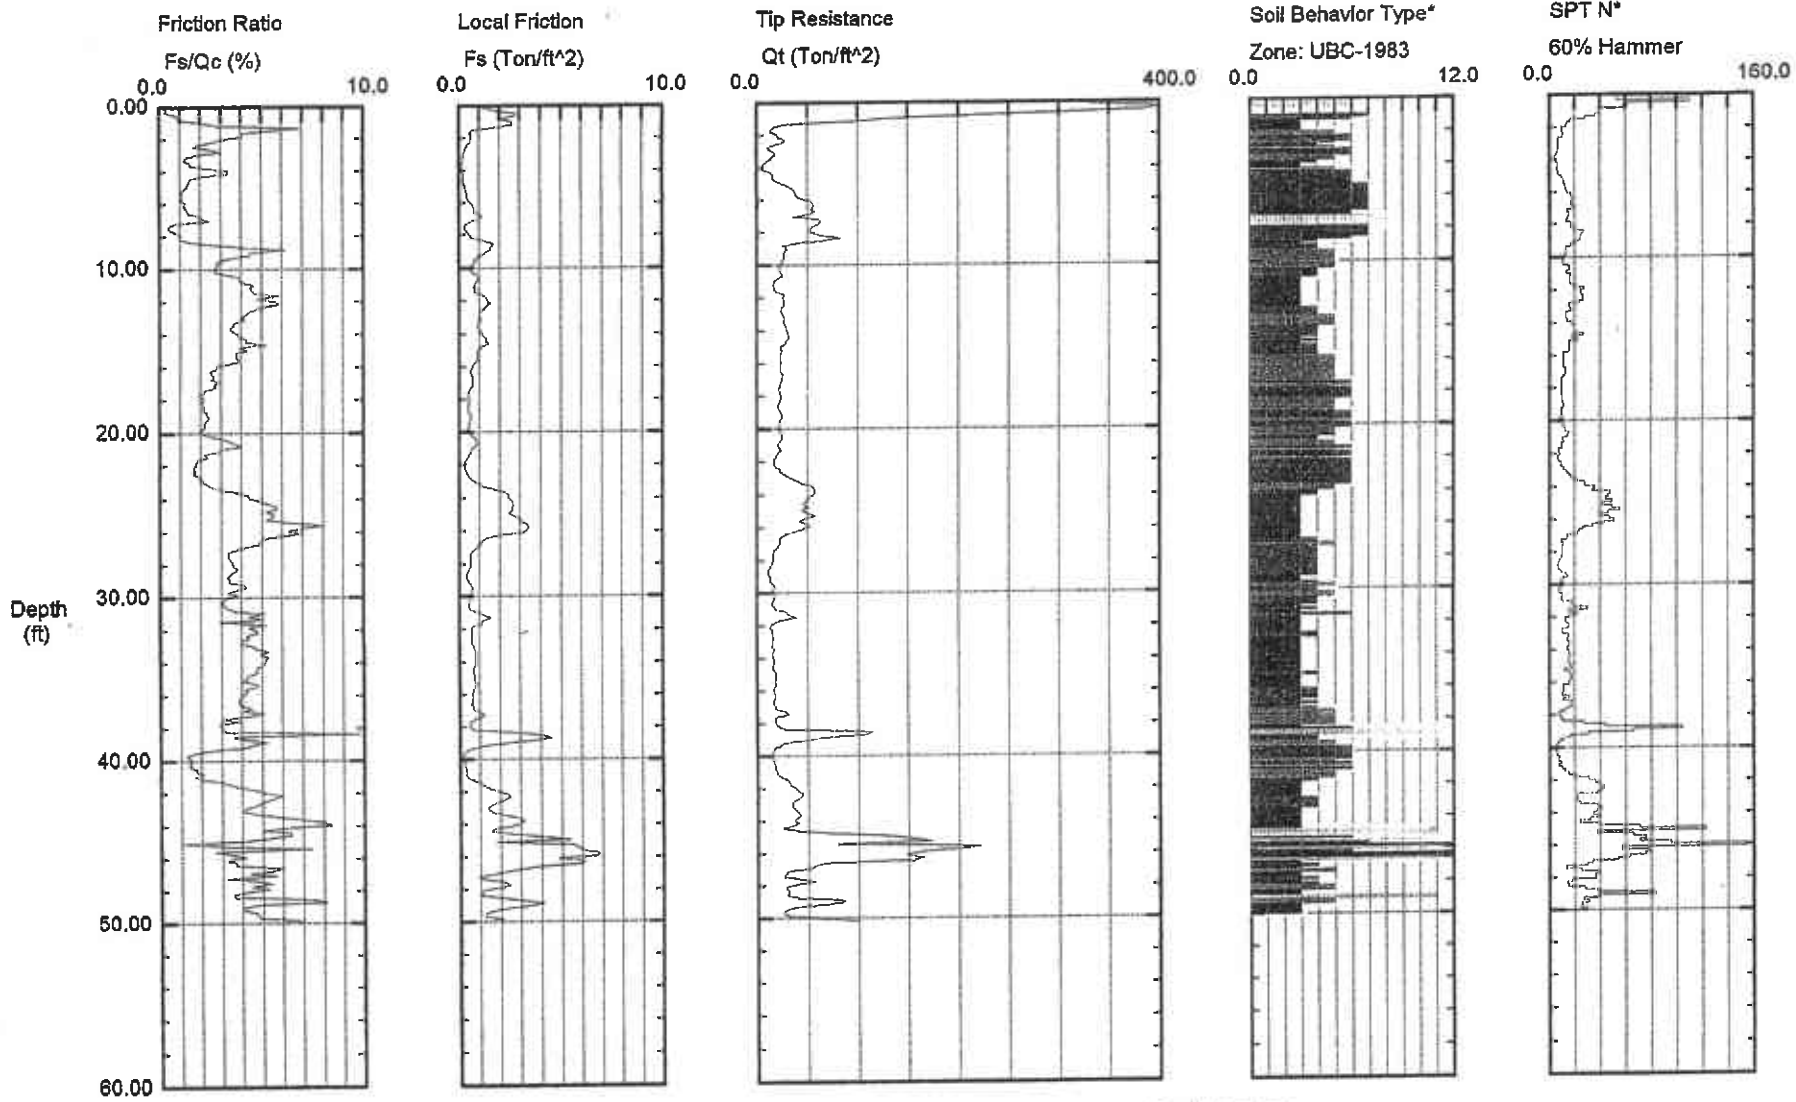 Friction Ratio
Fs/Qc (%)
0.0 10.0
Local Friction
Fs (Ton/ft^2)
0.0 10.0
Tip Resistance
Qt (Ton/ft^2)
0.0 400.0
Soil Behavior Type*
Zone: UBC-1983
0.0 12.0
SPT N*
60% Hammer
0.0 160.0
0.00
10.00
20.00
30.00
Depth
(ft)
40.00
50.00
60.00